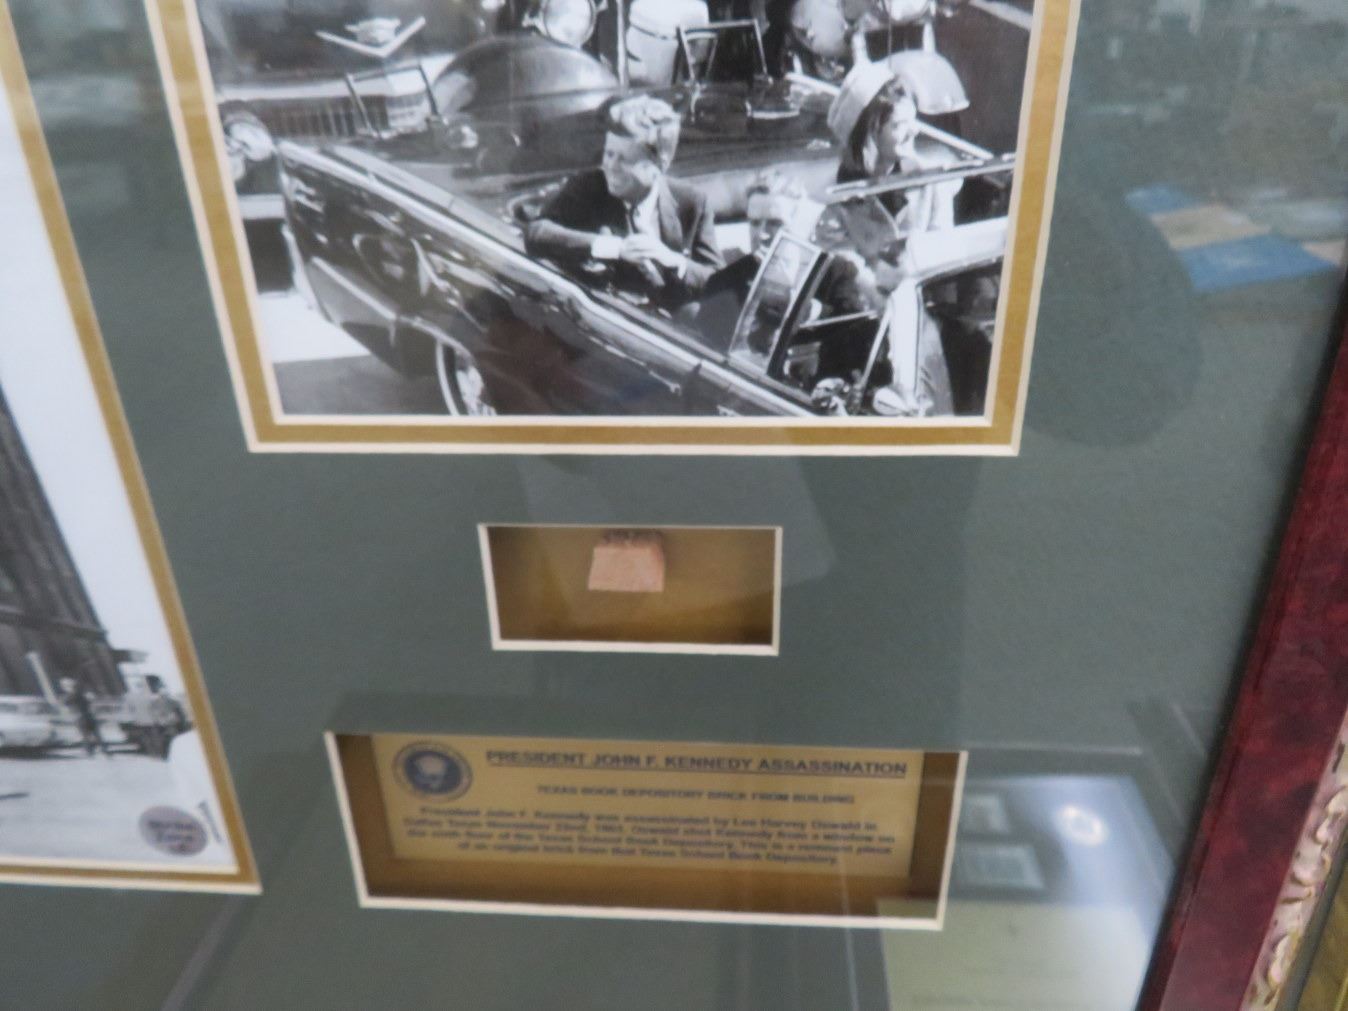 PRESIDENT JOHN F. KENNEDY ASSASSINATION
TEXAS BOOK DEPOSITORY BRICK FROM BUILDING
President John F. Kennedy was assassinated by Lee Harvey Oswald in
Dallas Texas November 22nd, 1963. Oswald shot Kennedy from a window on
the sixth floor of the Texas School Book Depository. This is a remnant piece
of an original brick from that Texas School Book Depository.